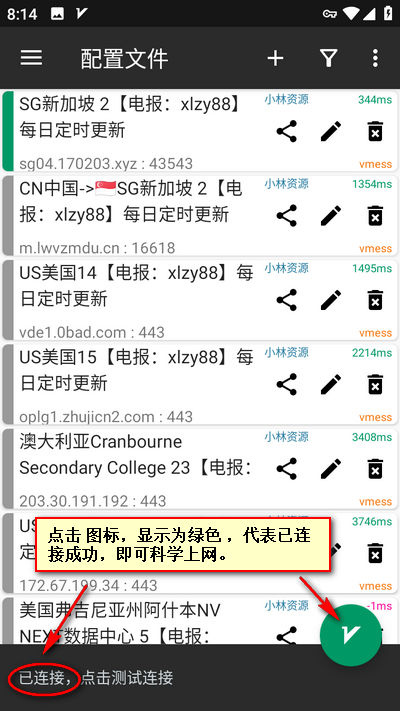 8:14
配置文件
SG新加坡 2【电报：xlzy88】
每日定时更新
小林资源
344ms
sg04.170203.xyz : 43543
vmess
CN中国->🇸🇬SG新加坡 2【电
报：xlzy88】每日定时更新
小林资源
1354ms
m.lwvzmdu.cn : 16618
vmess
US美国14【电报：xlzy88】每
日定时更新
小林资源
1495ms
vde1.0bad.com : 443
vmess
US美国15【电报：xlzy88】每
日定时更新
小林资源
2214ms
oplg1.zhujicn2.com : 443
vmess
澳大利亚Cranbourne
Secondary College 23【电报：
小林资源
3408ms
203.30.191.192 : 443
vmess
US
定
3746ms
点击 图标，显示为绿色 ，代表已连
接成功，即可科学上网。
172.67.199.34 : 443
vmess
美国弗吉尼亚州阿什本NV
NEXT数据中心 5【电报：
小林资源
-1ms
已连接，点击测试连接